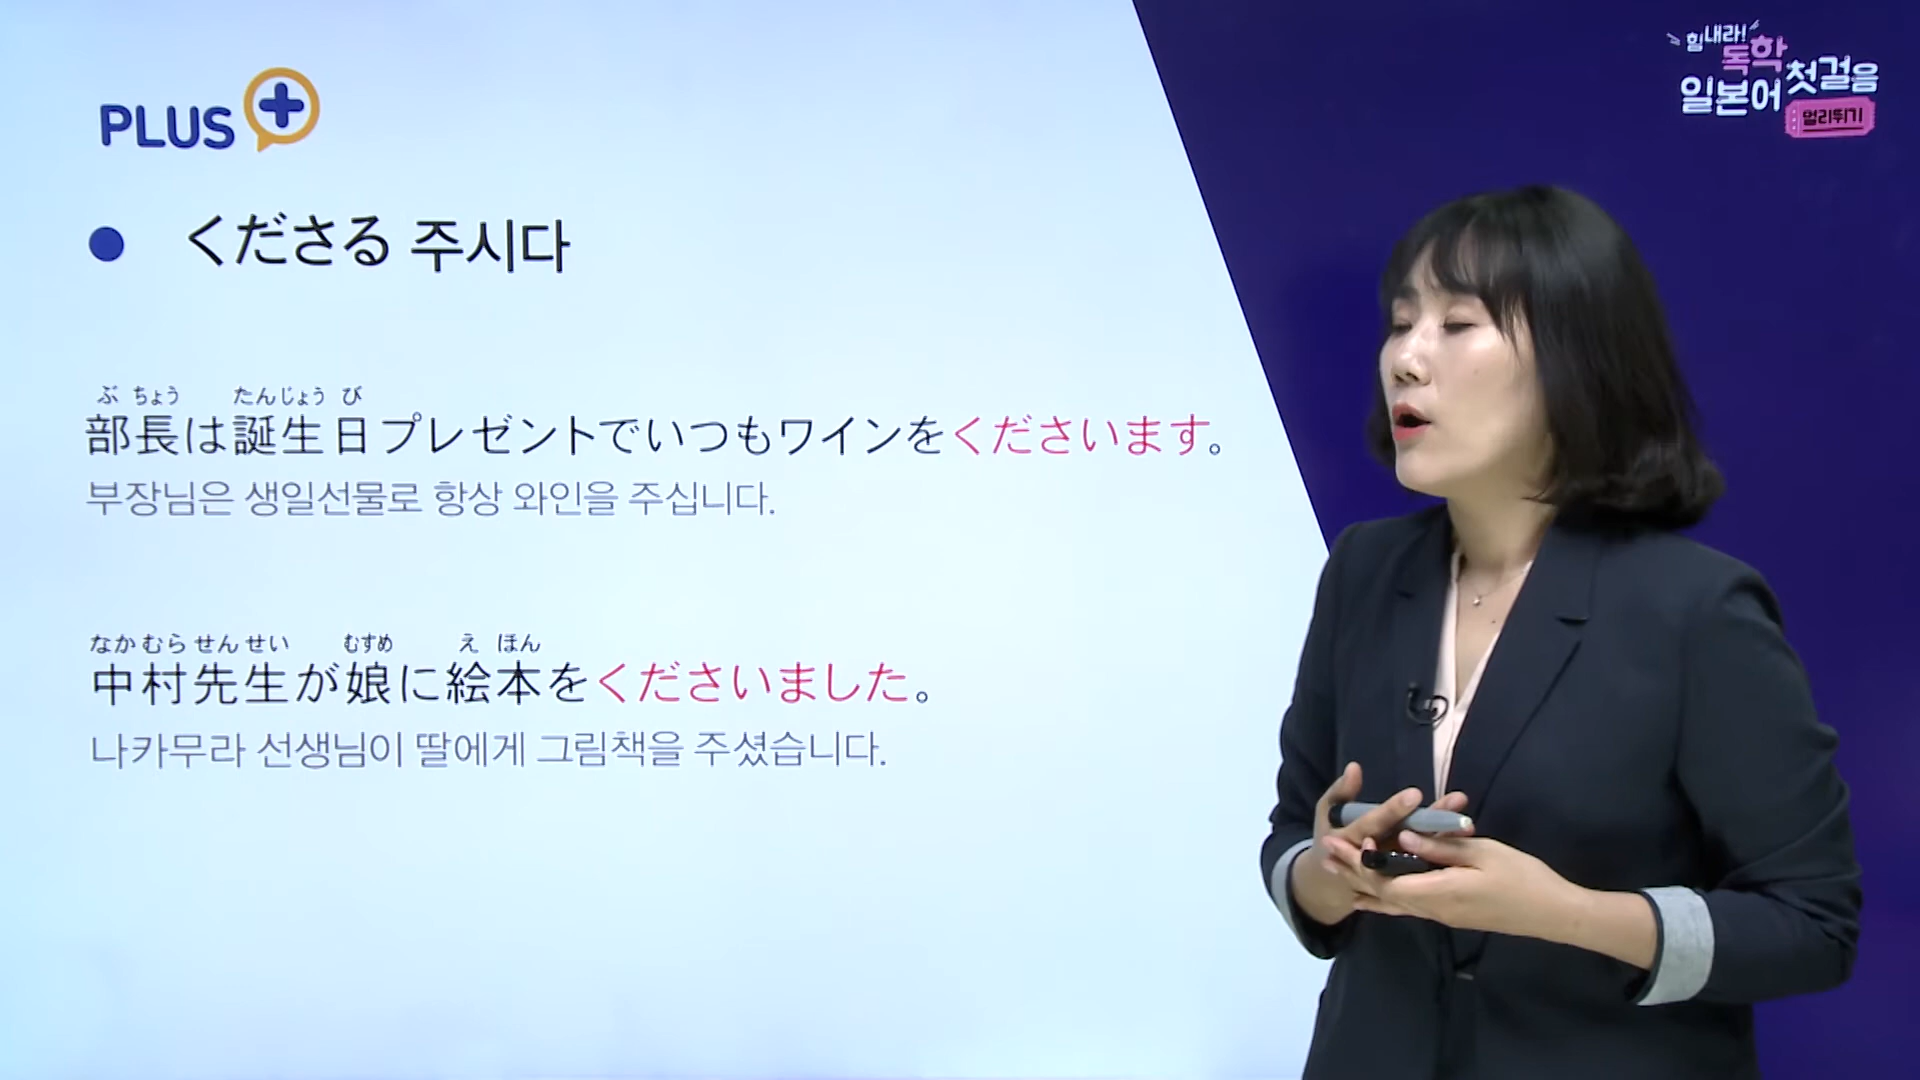 힘내라!
독학
일본어 첫걸음
멀리뛰기
PLUS
くださる 주시다
ぶ ちょう たんじょう び
部長は誕生日プレゼントでいつもワインをくださいます。
부장님은 생일선물로 항상 와인을 주십니다.
なかむらせんせい むすめ え ほん
中村先生が娘に絵本をくださいました。
나카무라 선생님이 딸에게 그림책을 주셨습니다.